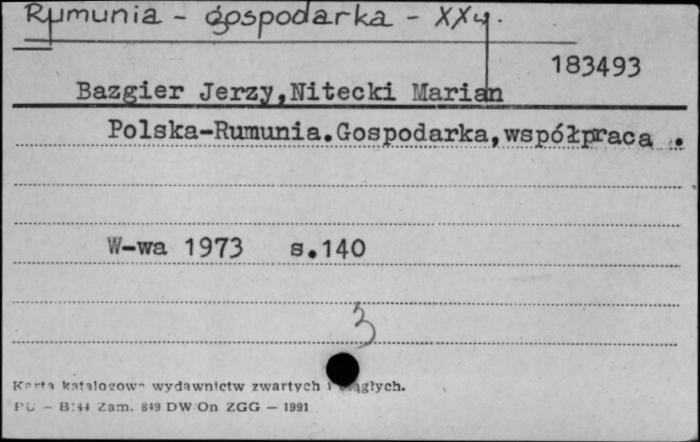 Rumunia - gospodarka - XXw.
183493
Bazgier Jerzy,Nitecki Marian
Polska-Rumunia.Gospodarka,współpraca .
W-wa 1973 s.140
3
Karta katalogowa wydawnictw zwartych i ciągłych.
PU - B:44 Zam. 849 DW On ZGG — 1991